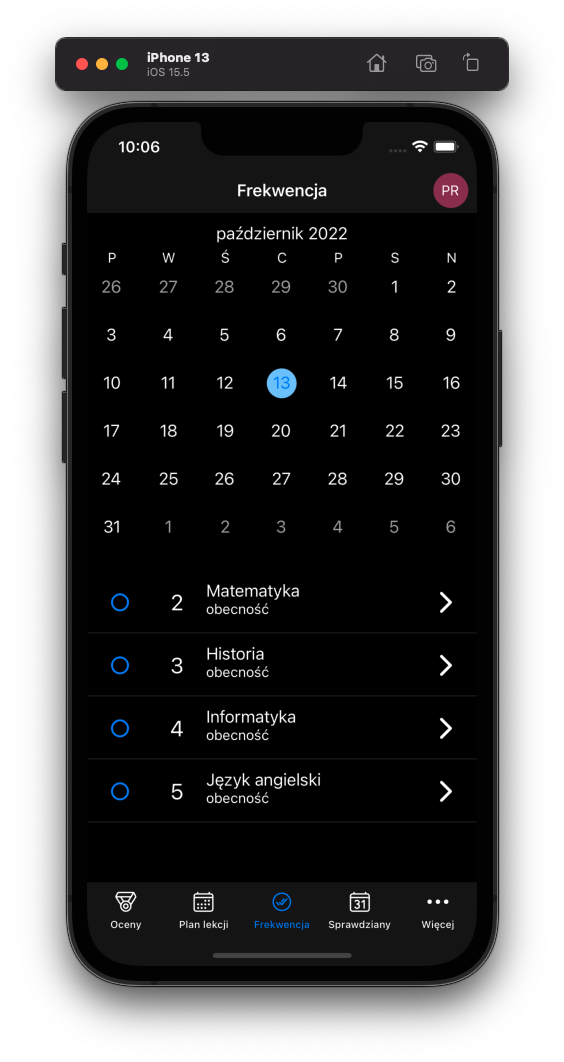 iPhone 13
iOS 15.5
10:06
Frekwencja
PR
październik 2022
P W Ś C P S N
26 27 28 29 30 1 2
3 4 5 6 7 8 9
10 11 12 13 14 15 16
17 18 19 20 21 22 23
24 25 26 27 28 29 30
31 1 2 3 4 5 6
2 Matematyka
obecność
3 Historia
obecność
4 Informatyka
obecność
5 Język angielski
obecność
31
Oceny Plan lekcji Frekwencja Sprawdziany Więcej